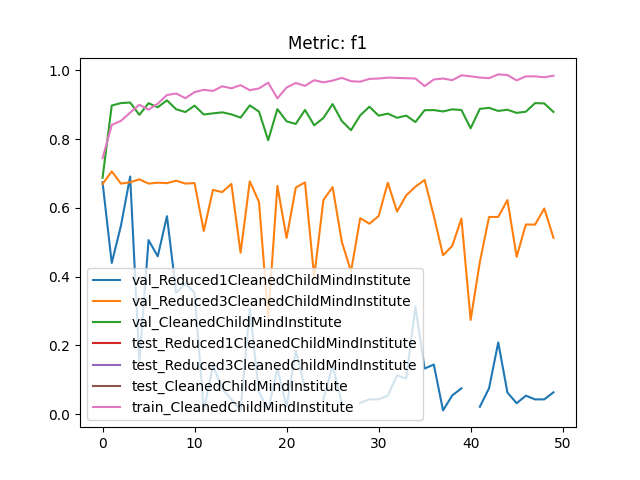 Metric: f1
1.0
0.8
0.6
0.4
0.2
0.0
val_Reduced1CleanedChildMindInstitute
val_Reduced3CleanedChildMindInstitute
val_CleanedChildMindInstitute
test_Reduced1CleanedChildMindInstitute
test_Reduced3CleanedChildMindInstitute
test_CleanedChildMindInstitute
train_CleanedChildMindInstitute
0 10 20 30 40 50